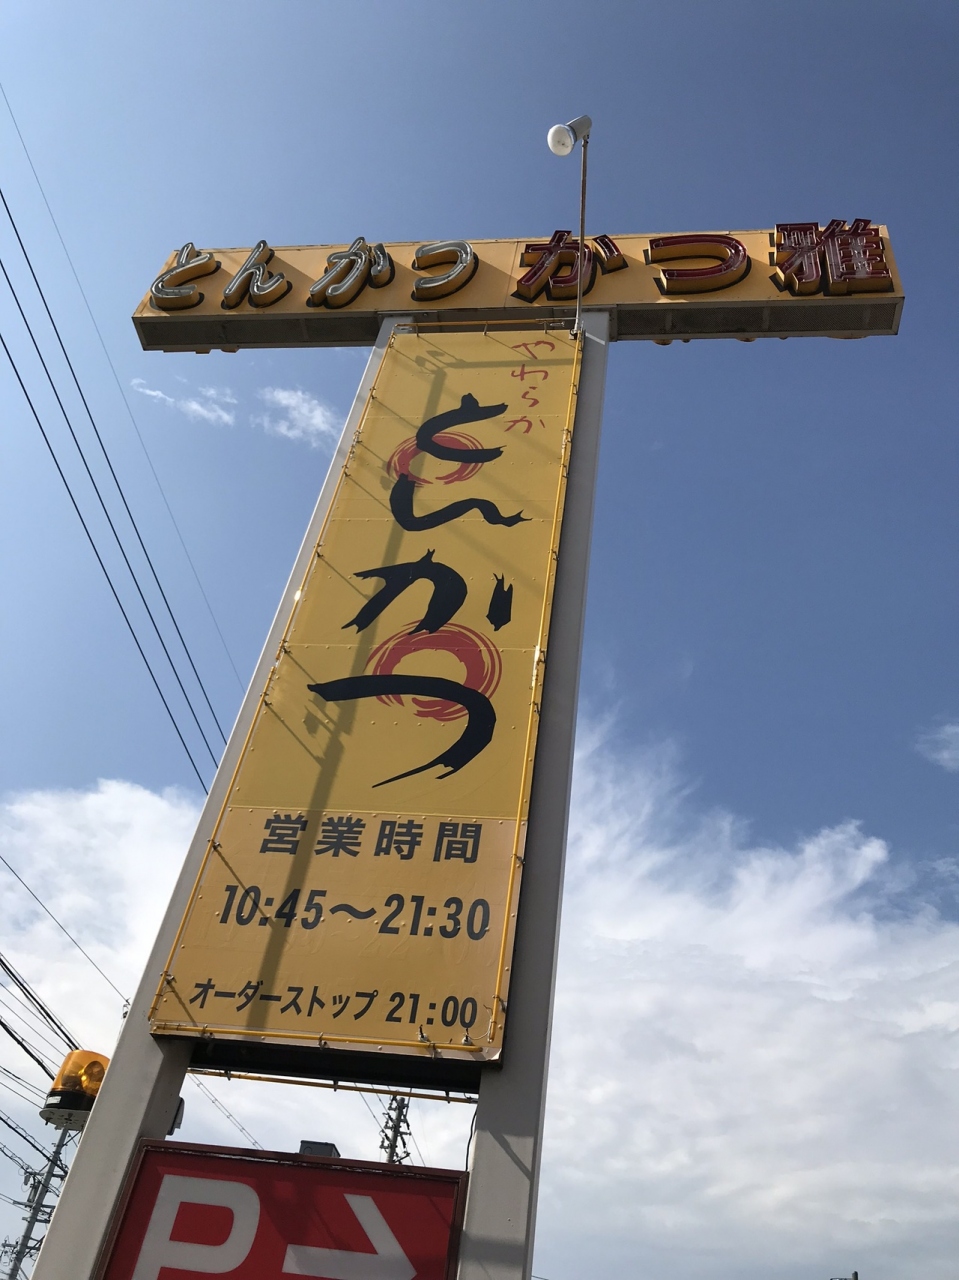 とんかつ かつ雅
やわらか
とんかつ
営業時間
10:45～21:30
オーダーストップ 21:00
P→